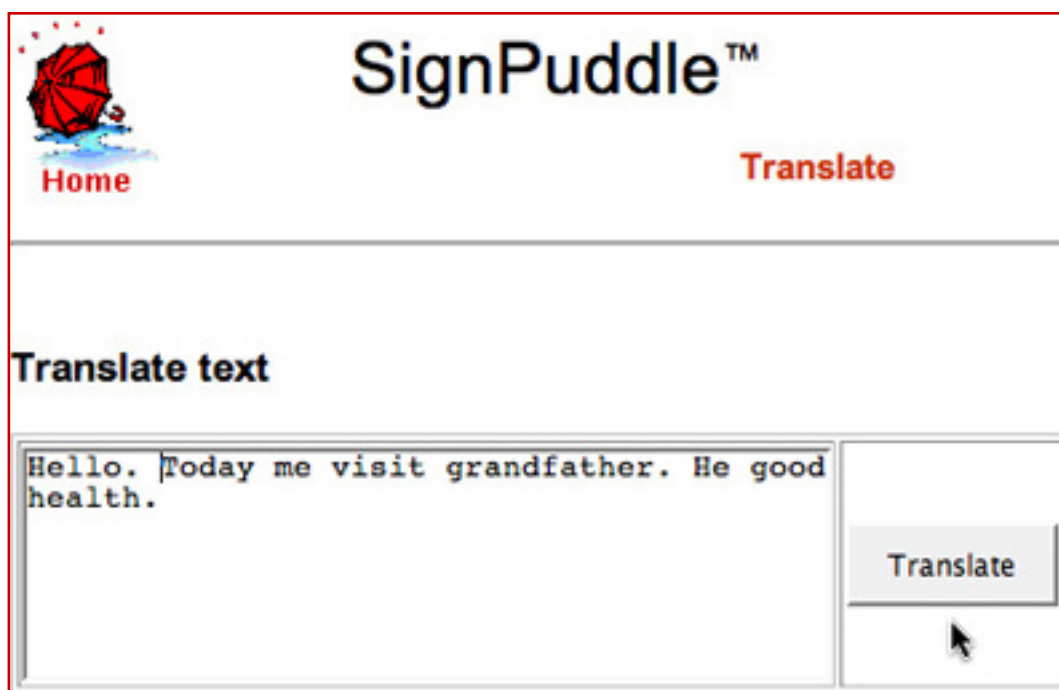 SignPuddle™
Home
Translate
Translate text
Hello. Today me visit grandfather. He good
health.
Translate